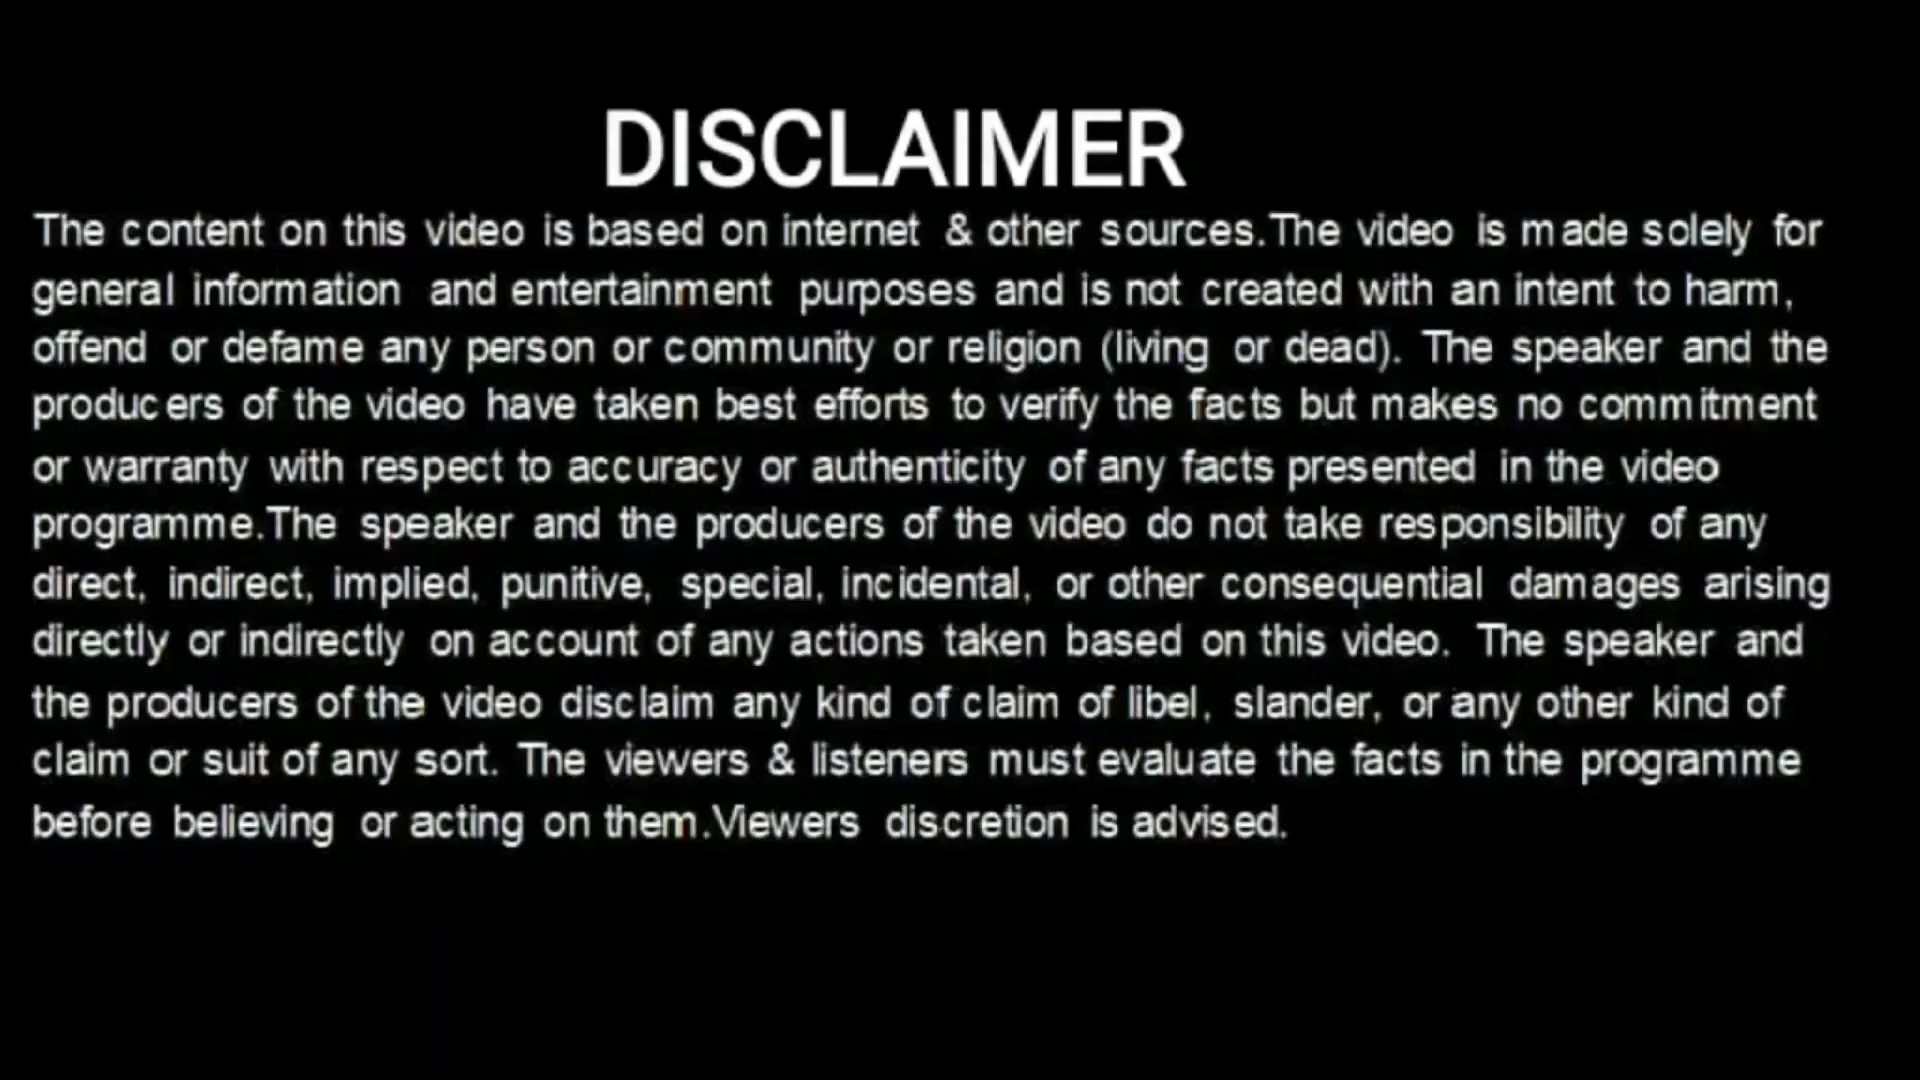 DISCLAIMER
The content on this video is based on internet & other sources.The video is made solely for
general information and entertainment purposes and is not created with an intent to harm,
offend or defame any person or community or religion (living or dead). The speaker and the
producers of the video have taken best efforts to verify the facts but makes no commitment
or warranty with respect to accuracy or authenticity of any facts presented in the video
programme.The speaker and the producers of the video do not take responsibility of any
direct, indirect, implied, punitive, special, incidental, or other consequential damages arising
directly or indirectly on account of any actions taken based on this video. The speaker and
the producers of the video disclaim any kind of claim of libel, slander, or any other kind of
claim or suit of any sort. The viewers & listeners must evaluate the facts in the programme
before believing or acting on them.Viewers discretion is advised.